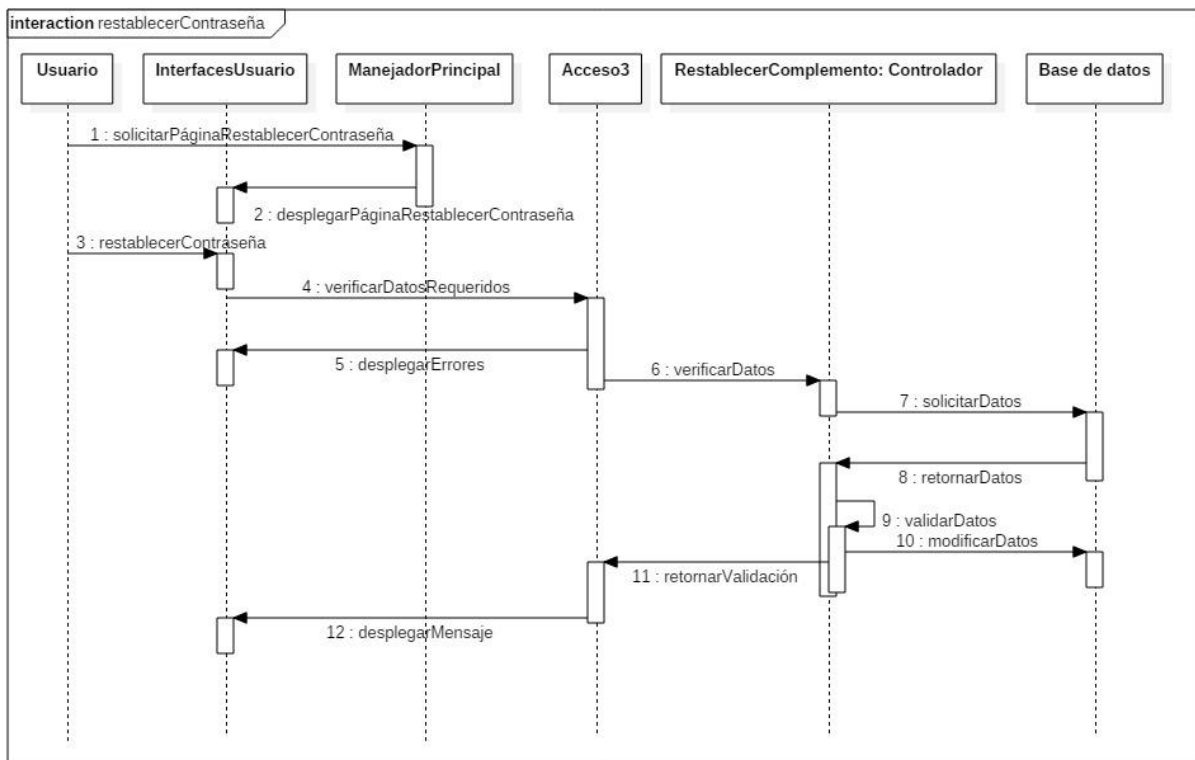 interaction restablecerContraseña
Usuario
InterfacesUsuario
ManejadorPrincipal
Acceso3
RestablecerComplemento: Controlador
Base de datos
1 : solicitarPáginaRestablecerContraseña
2 : desplegarPáginaRestablecerContraseña
3 : restablecerContraseña
4 : verificarDatosRequeridos
5 : desplegarErrores
6 : verificarDatos
7 : solicitarDatos
8 : retornarDatos
9 : validarDatos
10 : modificarDatos
11 : retornarValidación
12 : desplegarMensaje